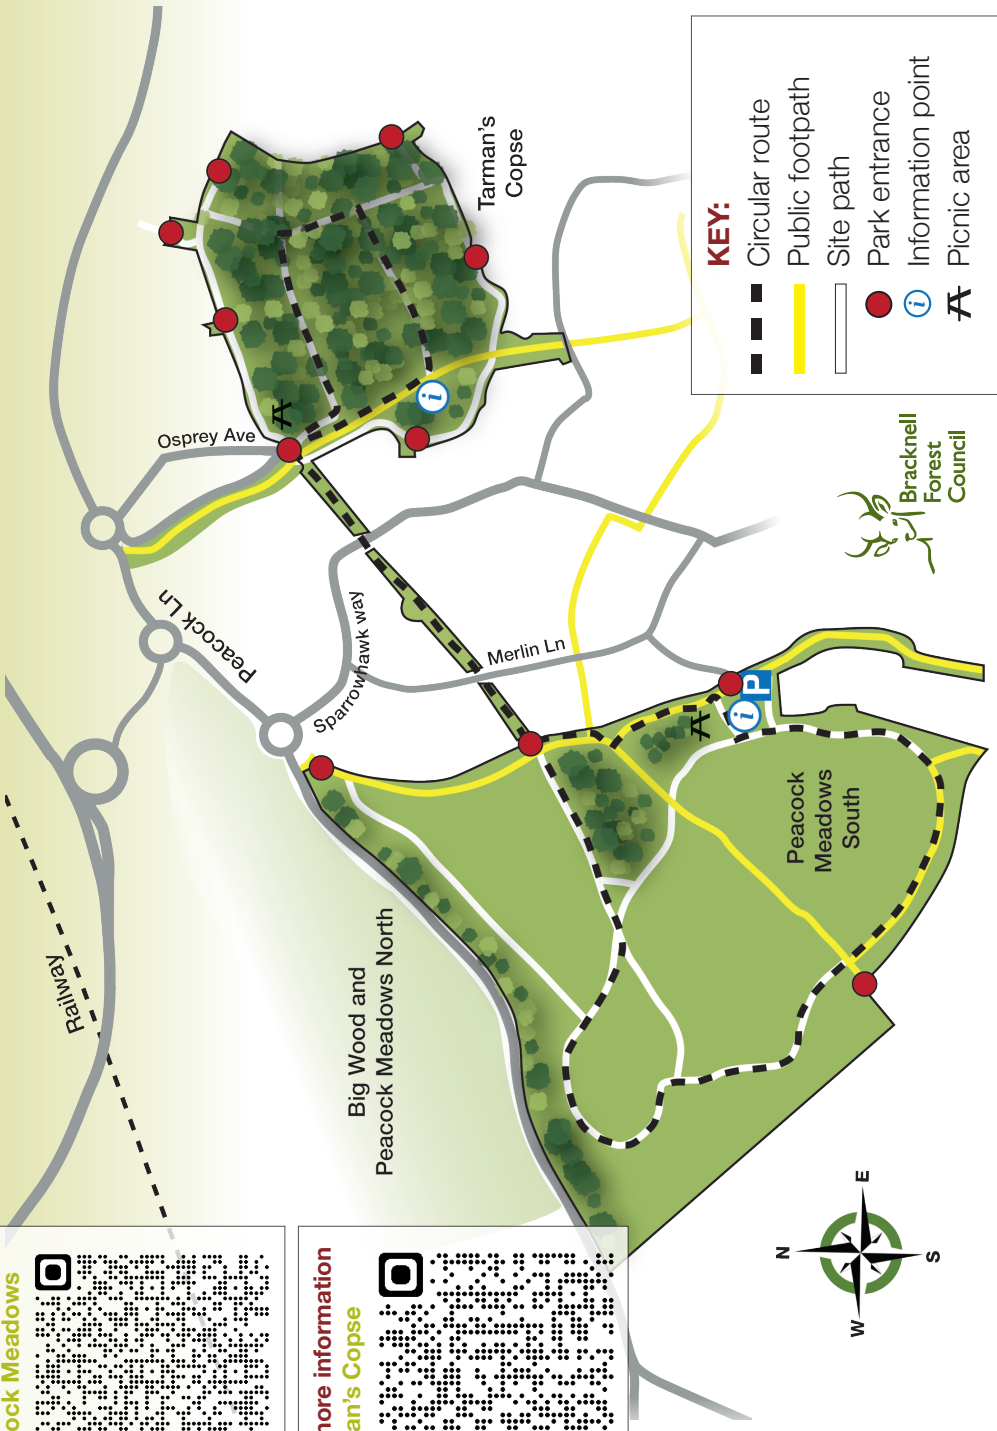 Railway
Big Wood and
Peacock Meadows North
Peacock Ln
Sparrowhawk way
Osprey Ave
Merlin Ln
Tarman's
Copse
Peacock
Meadows
South
P
i
i
KEY:
Circular route
Public footpath
Site path
Park entrance
i
Information point
Picnic area
Bracknell
Forest
Council
N
E
S
W
ock Meadows
ore information
an's Copse